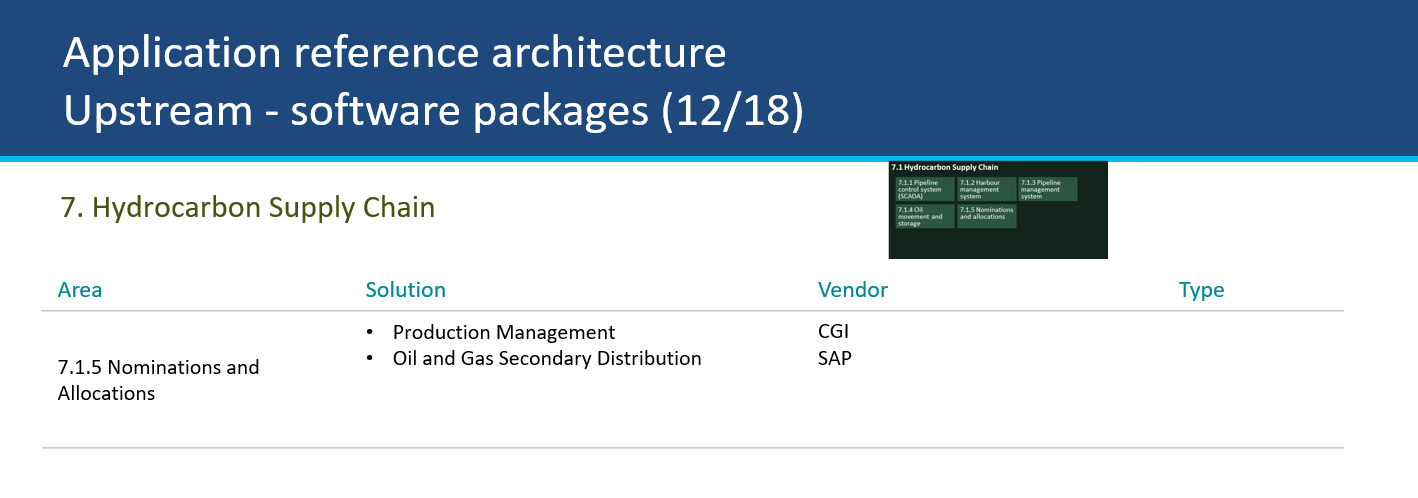 Application reference architecture
Upstream - software packages (12/18)
7.1 Hydrocarbon Supply Chain
7.1.1 Pipeline
control system
(SCADA)
7.1.2 Harbour
management
system
7.1.3 Pipeline
management
system
7.1.4 Oil
movement and
storage
7.1.5 Nominations
and allocations
7. Hydrocarbon Supply Chain
Area Solution Vendor Type
• Production Management CGI
• Oil and Gas Secondary Distribution SAP
7.1.5 Nominations and
Allocations